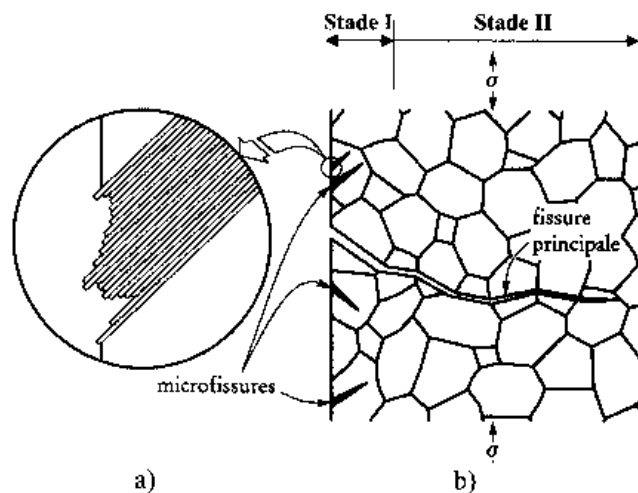 Stade I
Stade II
σ
fissure
principale
microfissures
σ
a)
b)